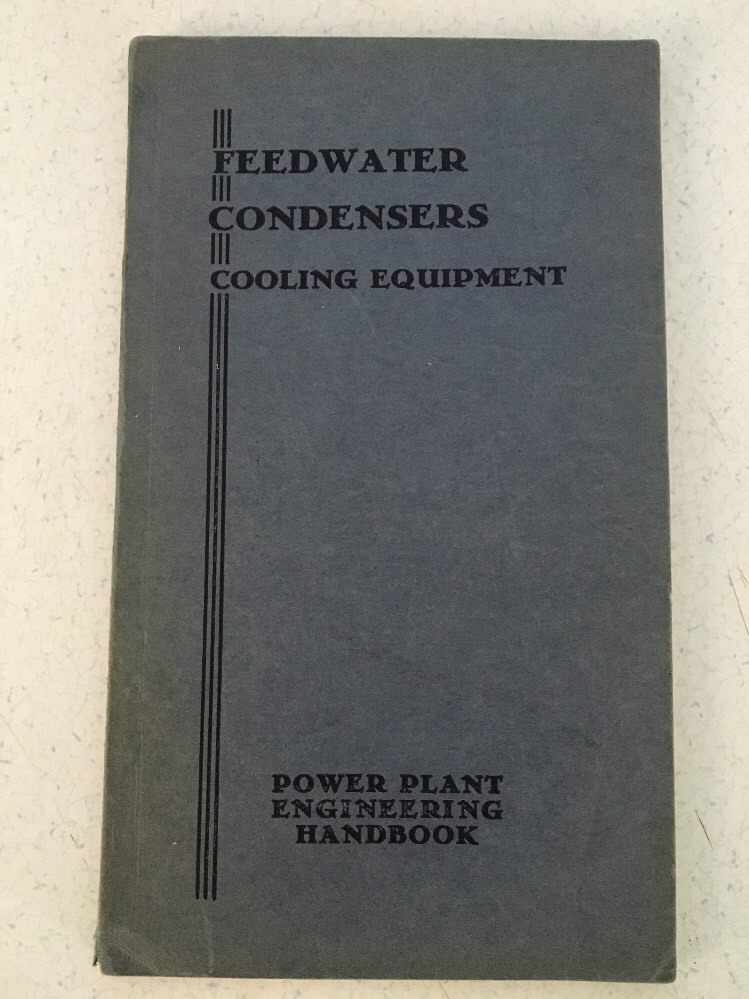 FEEDWATER
CONDENSERS
COOLING EQUIPMENT
POWER PLANT
ENGINEERING
HANDBOOK